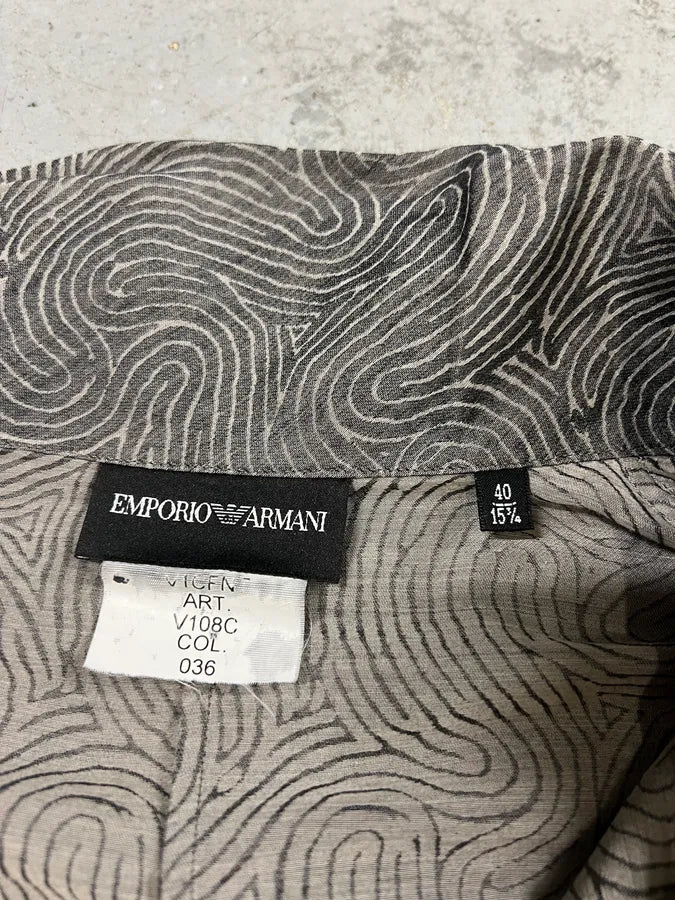 EMPORIO ARMANI
40
15¾
ART.
V108C
COL.
036